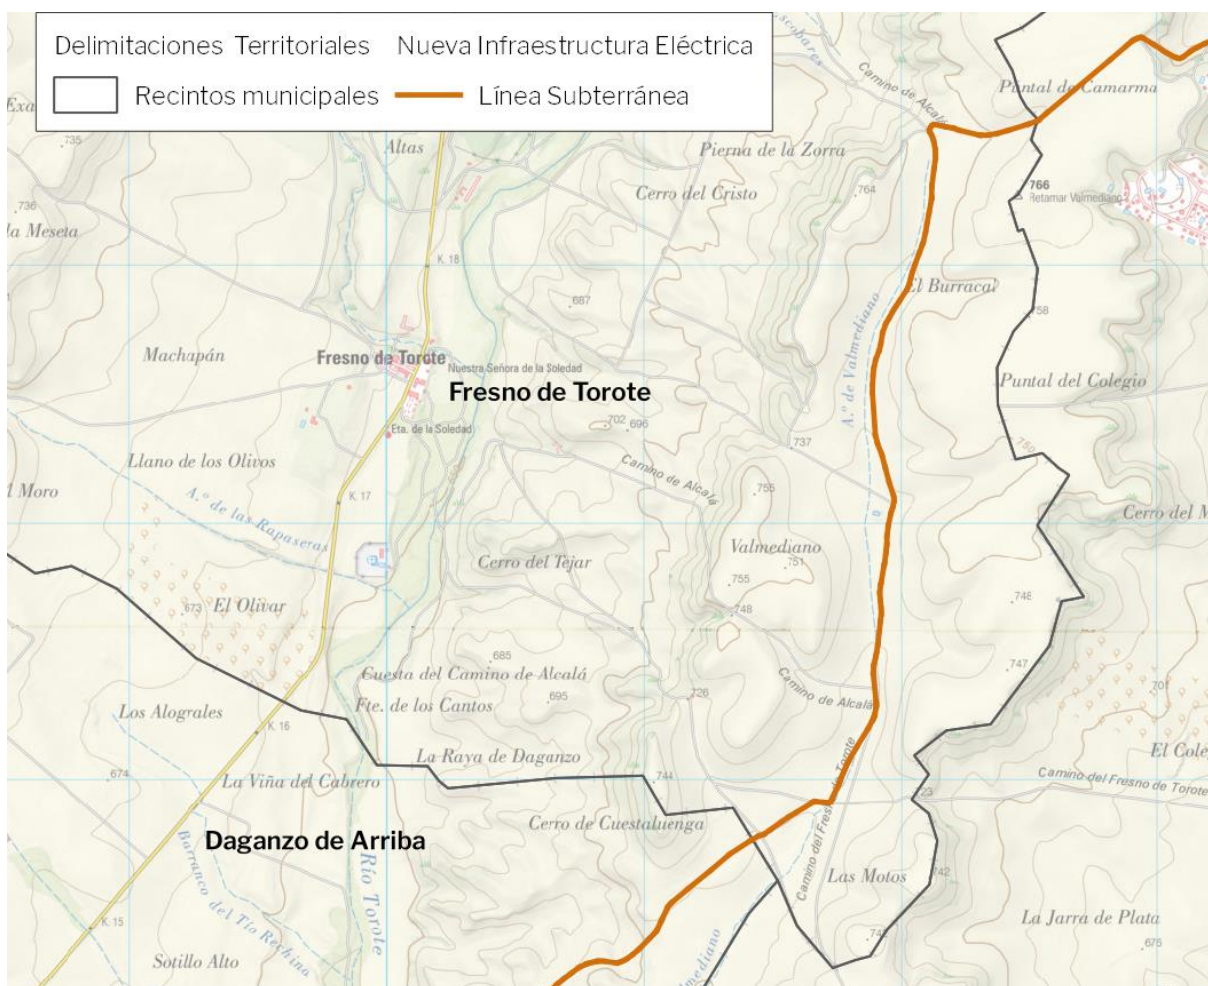 Delimitaciones Territoriales Nueva Infraestructura Eléctrica
Recintos municipales Línea Subterránea
Camino de Alcalá
Puntal de Camarma
735
Altas
Pierna de la Zorra
764
766
Retamar Valmediano
Cerro del Cristo
736
la Meseta
K. 18
El Burracal
687
758
Machapán
Fresno de Torote
Nuestra Señora de la Soledad
Fresno de Torote
A.º de Valmediano
Puntal del Colegio
702
696
Eta. de la Soledad
737
750
Llano de los Olivos
Camino de Alcalá
Moro
A.º de las Rapaseras
K. 17
755
Cerro del M
Valmediano
751
Cerro del Tejar
755
673
El Olivar
748
748
685
747
Cuesta del Camino de Alcalá
695
Fte. de los Cantos
726
Camino de Alcalá
701
Los Alograles
K. 16
El Cole
La Raya de Daganzo
674
La Viña del Cabrero
744
Camino del Fresno de Torote
23
Camino del Fresno de Torote
Cerro de Cuestaluenga
Daganzo de Arriba
Barranco del Tío Rechino
Río Torote
Las Motos
742
K. 15
La Jarra de Plata
Sotillo Alto
mediano